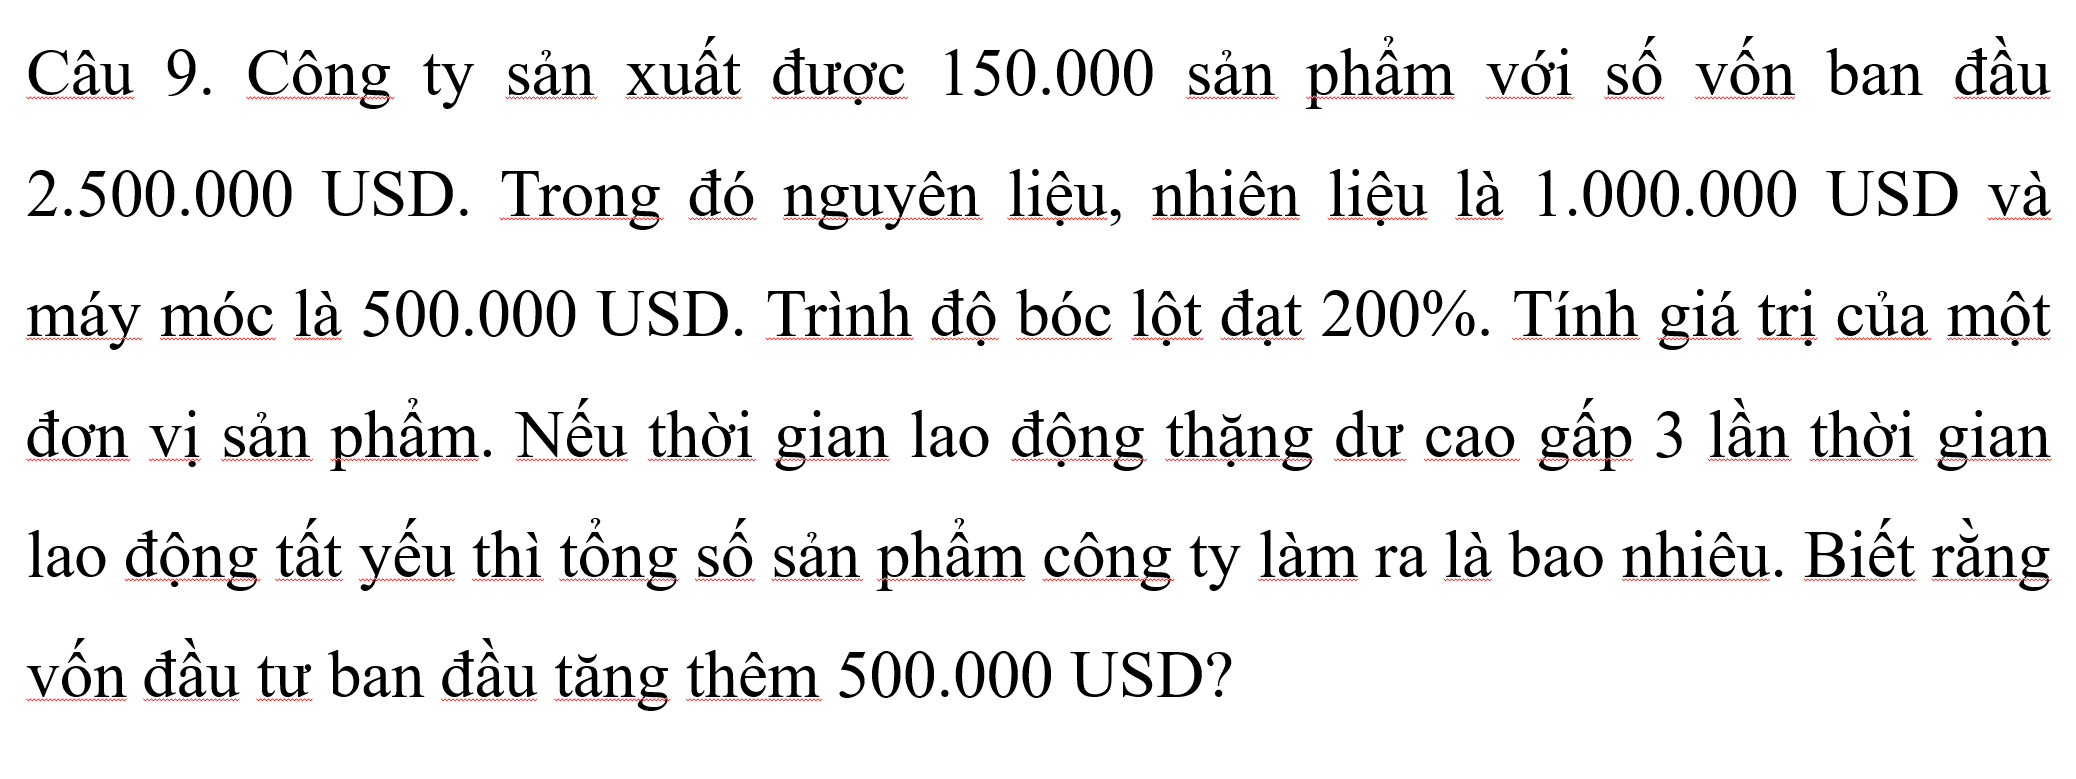 Câu 9. Công ty sản xuất được 150.000 sản phẩm với số vốn ban đầu
2.500.000 USD. Trong đó nguyên liệu, nhiên liệu là 1.000.000 USD và
máy móc là 500.000 USD. Trình độ bóc lột đạt 200%. Tính giá trị của một
đơn vị sản phẩm. Nếu thời gian lao động thặng dư cao gấp 3 lần thời gian
lao động tất yếu thì tổng số sản phẩm công ty làm ra là bao nhiêu. Biết rằng
vốn đầu tư ban đầu tăng thêm 500.000 USD?